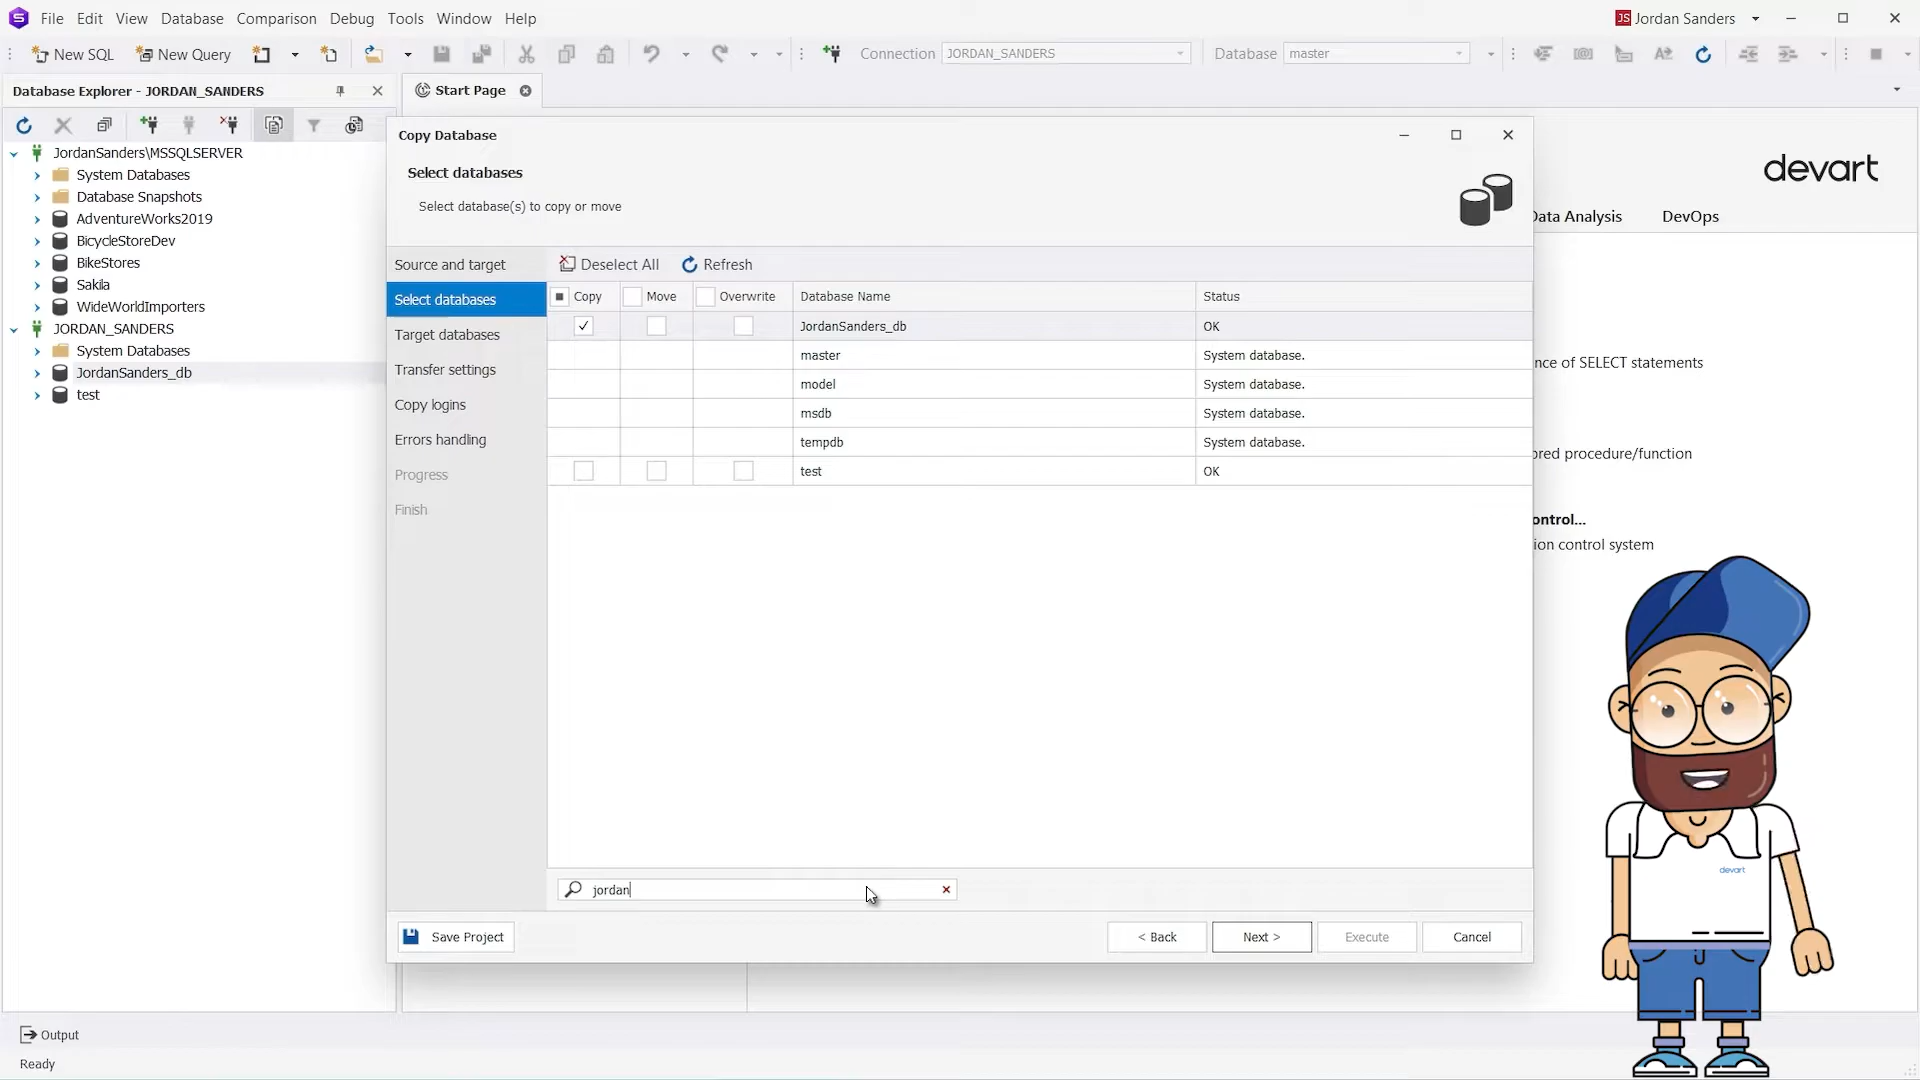 File Edit View Database Comparison Debug Tools Window Help
JS Jordan Sanders
New SQL New Query Connection JORDAN_SANDERS Database master
Database Explorer - JORDAN_SANDERS
Start Page
JordanSanders\MSSQLSERVER
System Databases
Database Snapshots
AdventureWorks2019
BicycleStoreDev
BikeStores
Sakila
WideWorldImporters
JORDAN_SANDERS
System Databases
JordanSanders_db
test
Copy Database
Select databases
Select database(s) to copy or move
Source and target
Select databases
Target databases
Transfer settings
Copy logins
Errors handling
Progress
Finish
Deselect All Refresh
Copy Move Overwrite Database Name Status
JordanSanders_db OK
master System database.
model System database.
msdb System database.
tempdb System database.
test OK
jordan
Save Project < Back Next > Execute Cancel
devart
Data Analysis DevOps
nce of SELECT statements
ored procedure/function
ontrol...
ion control system
devart
Output
Ready